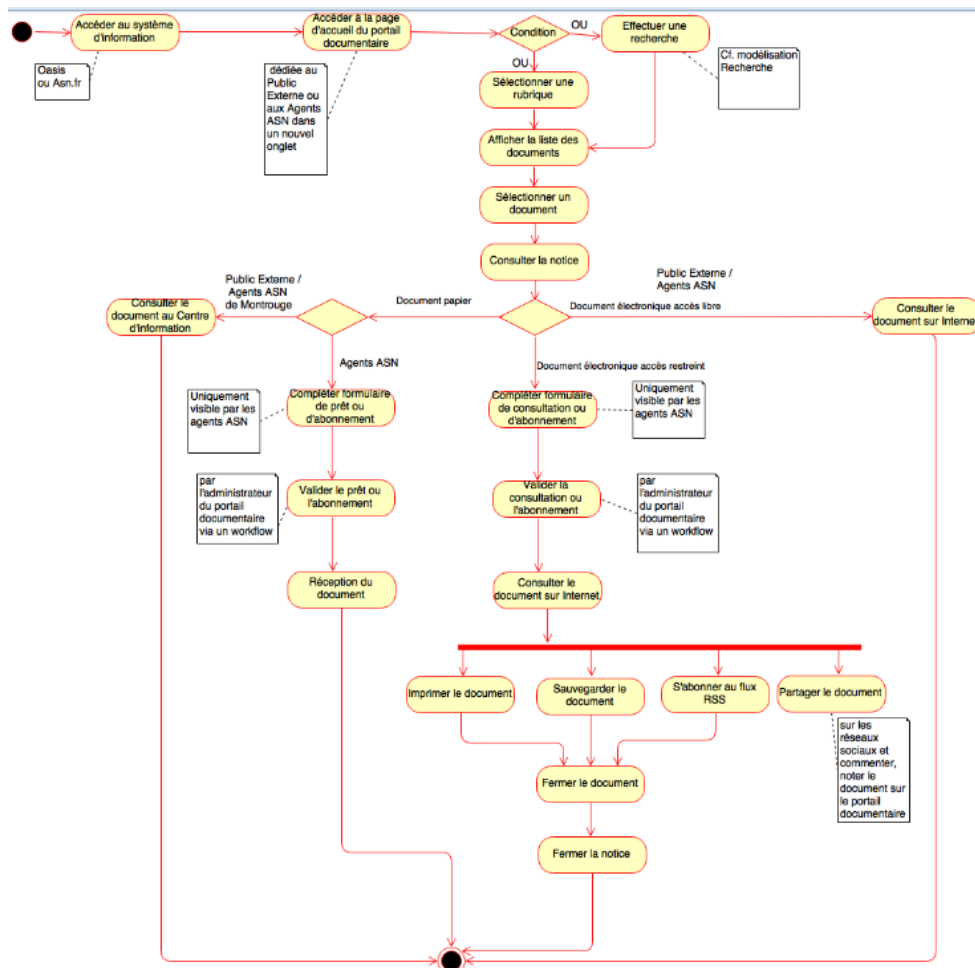 Accéder au système
d'information
Accéder à la page
d'accueil du portail
documentaire
Condition
OU
Effectuer une
recherche
Oasis
ou Asn.fr
dédiée au
Public
Externe ou
aux Agents
ASN dans
un nouvel
onglet
OU
Cf. modélisation
Recherche
Sélectionner une
rubrique
Afficher la liste des
documents
Sélectionner un
document
Consulter la notice
Public Externe /
Agents ASN
de Montrouge
Public Externe /
Agents ASN
Consulter le
document au Centre
d'information
Document papier
Document électronique accès libre
Consulter le
document sur Internet
Agents ASN
Document électronique accès restreint
Uniquement
visible par les
agents ASN
Compléter formulaire
de prêt ou
d'abonnement
Compléter formulaire
de consultation ou
d'abonnement
Uniquement
visible par les
agents ASN
par
l'administrateur
du portail
documentaire
via un workflow
Valider le prêt ou
l'abonnement
Valider la
consultation ou
l'abonnement
par
l'administrateur
du portail
documentaire
via un workflow
Réception du
document
Consulter le
document sur Internet
Imprimer le document
Sauvegarder le
document
S'abonner au flux
RSS
Partager le document
sur les
réseaux
sociaux et
commenter,
noter le
document sur
le portail
documentaire
Fermer le document
Fermer la notice